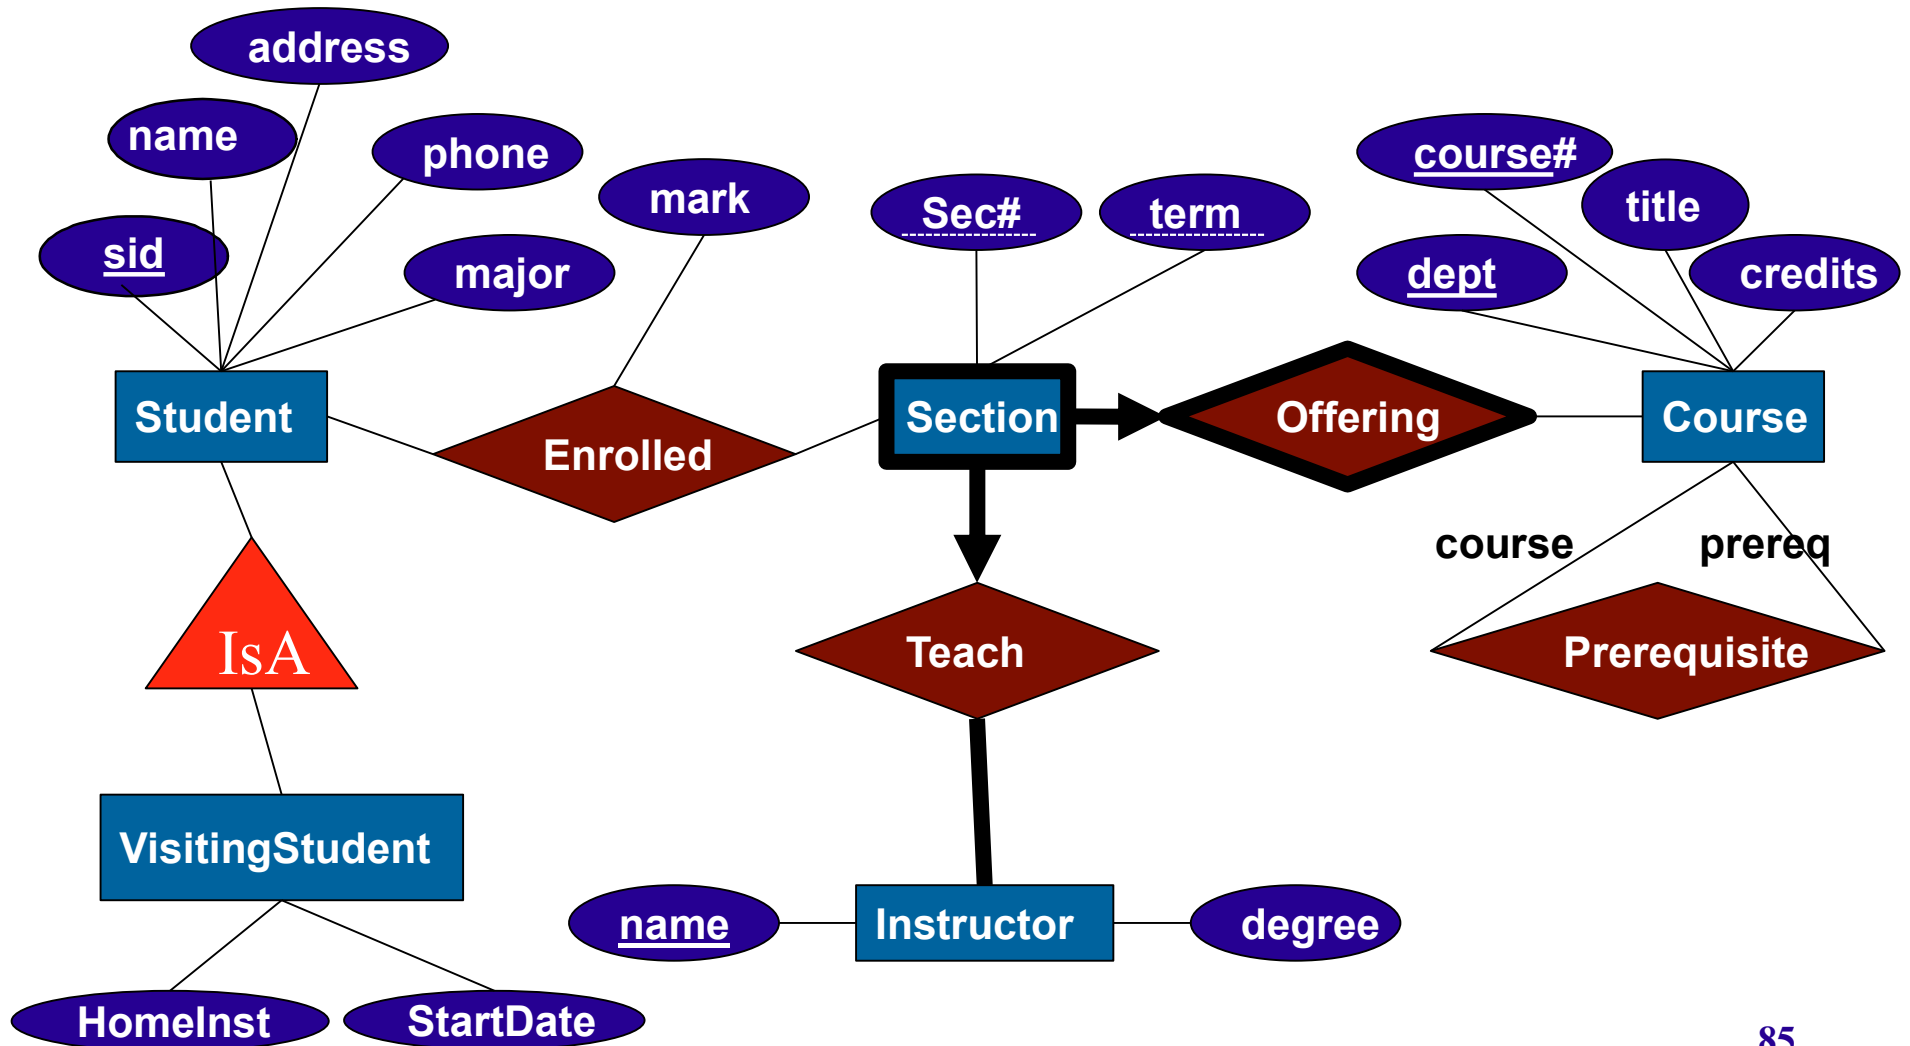 address
name
phone
mark
course#
Sec#
term
title
sid
major
dept
credits
Student
Enrolled
Section
Offering
Course
course
prereq
IsA
Teach
Prerequisite
VisitingStudent
name
Instructor
degree
HomeInst
StartDate
85